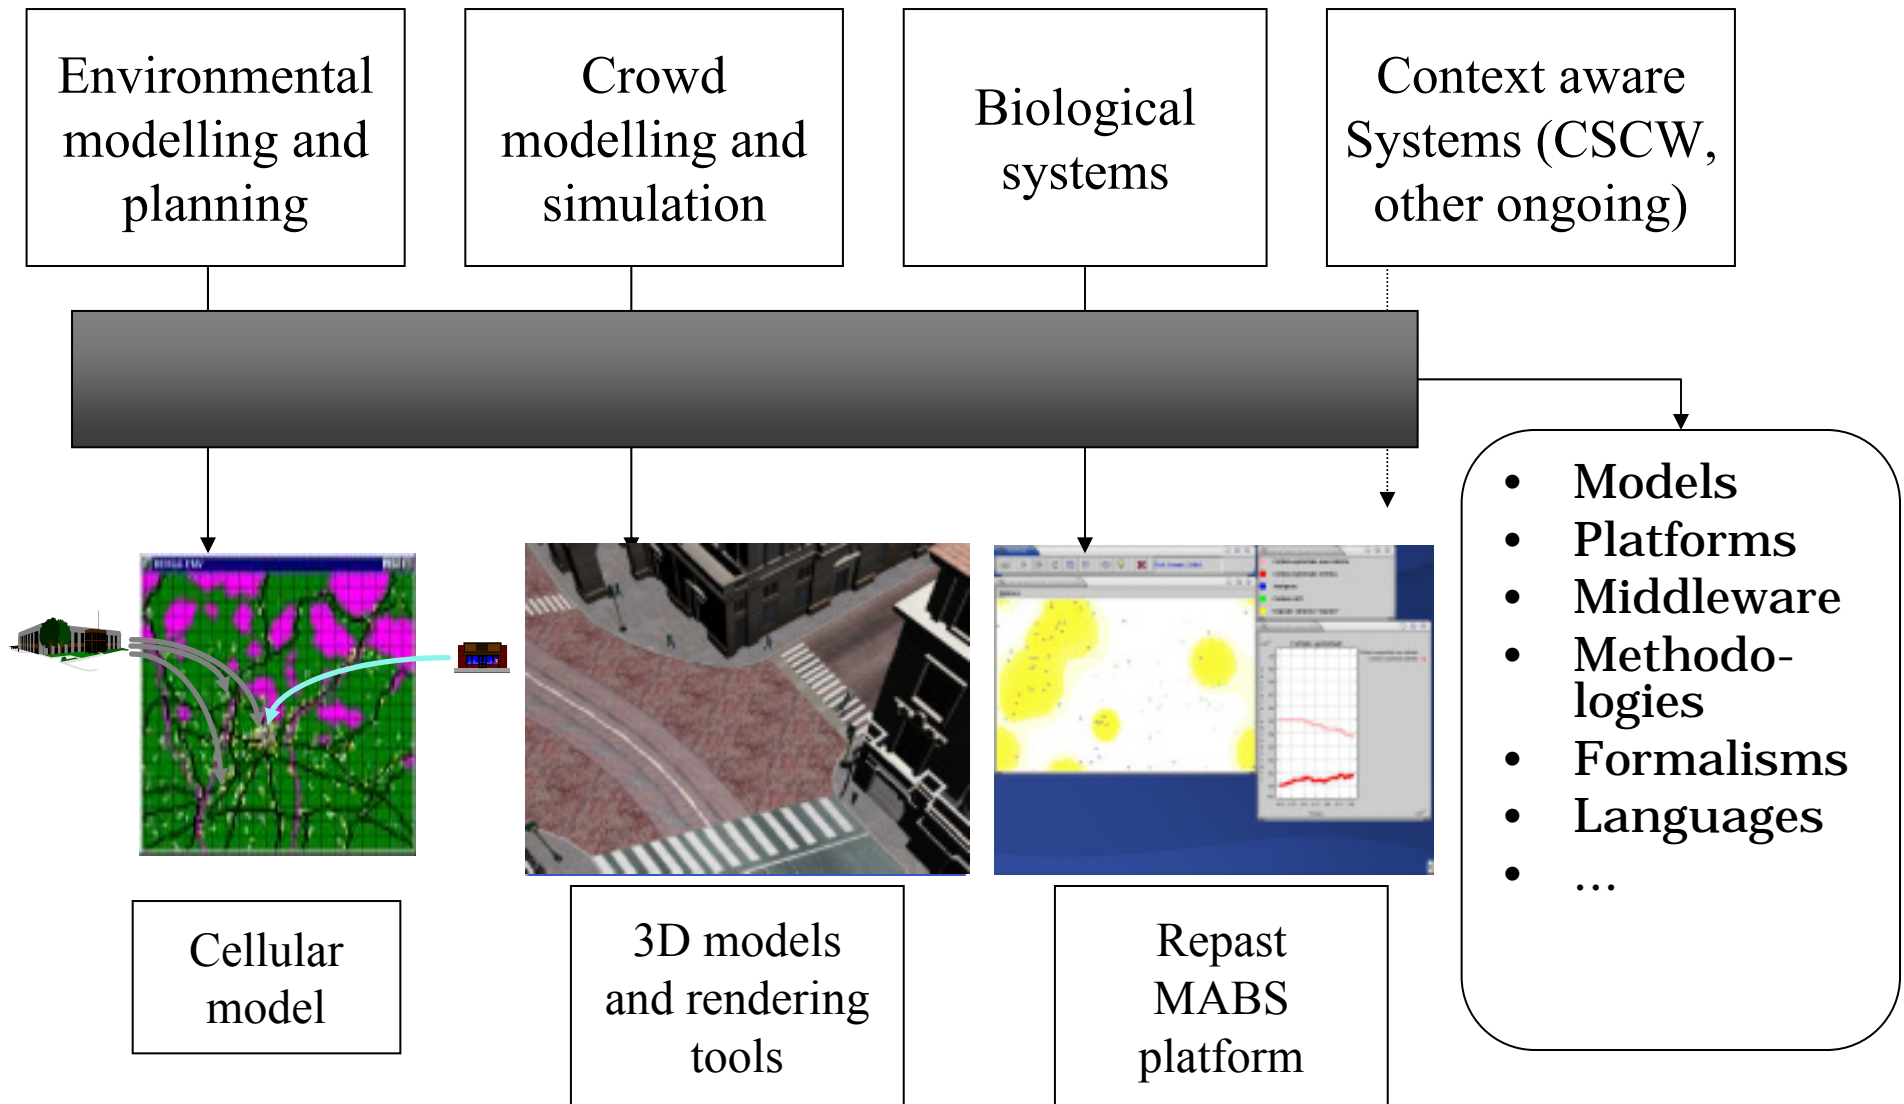 Environmental
modelling and
planning
Crowd
modelling and
simulation
Biological
systems
Context aware
Systems (CSCW,
other ongoing)
• Models
• Platforms
• Middleware
• Methodo-
logies
• Formalisms
• Languages
• ...
Cellular
model
3D models
and rendering
tools
Repast
MABS
platform